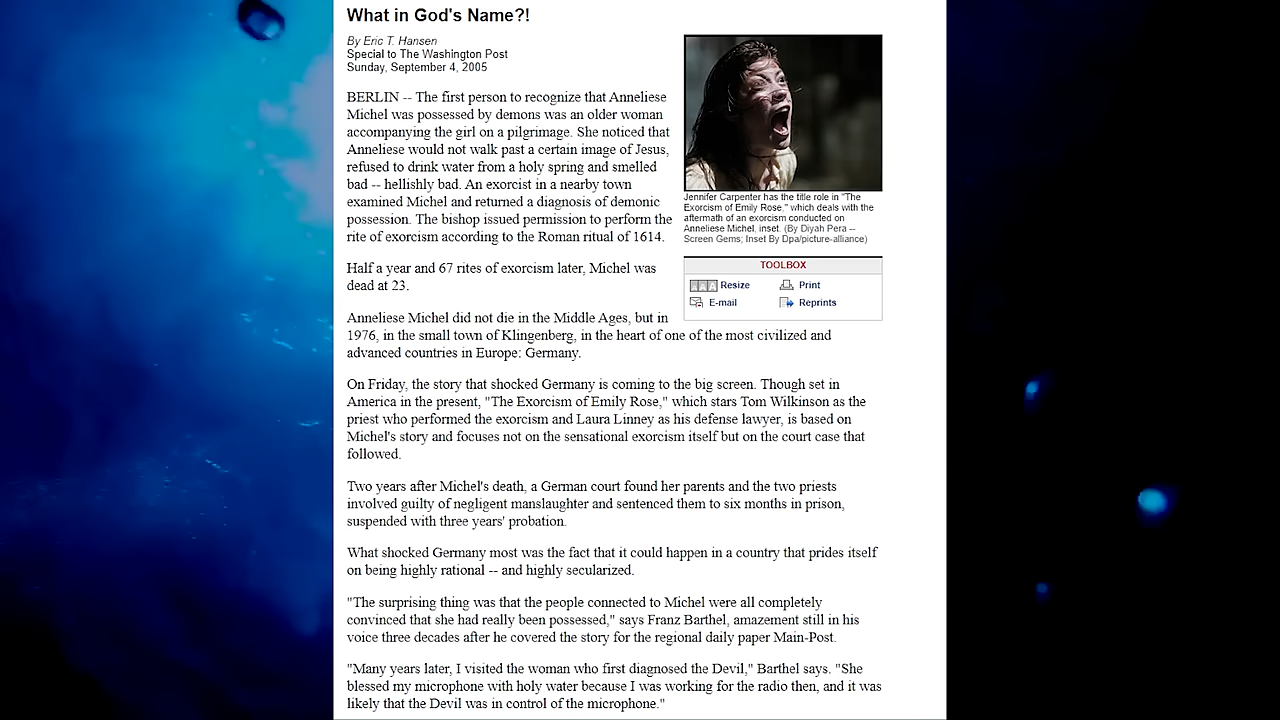 What in God's Name?!
By Eric T. Hansen
Special to The Washington Post
Sunday, September 4, 2005
BERLIN -- The first person to recognize that Anneliese
Michel was possessed by demons was an older woman
accompanying the girl on a pilgrimage. She noticed that
Anneliese would not walk past a certain image of Jesus,
refused to drink water from a holy spring and smelled
bad -- hellishly bad. An exorcist in a nearby town
examined Michel and returned a diagnosis of demonic
possession. The bishop issued permission to perform the
rite of exorcism according to the Roman ritual of 1614.
Half a year and 67 rites of exorcism later, Michel was
dead at 23.
Jennifer Carpenter has the title role in "The
Exorcism of Emily Rose," which deals with the
aftermath of an exorcism conducted on
Anneliese Michel, inset. (By Diyah Pera --
Screen Gems; Inset By Dpa/picture-alliance)
TOOLBOX
Resize Print
E-mail Reprints
Anneliese Michel did not die in the Middle Ages, but in
1976, in the small town of Klingenberg, in the heart of one of the most civilized and
advanced countries in Europe: Germany.
On Friday, the story that shocked Germany is coming to the big screen. Though set in
America in the present, "The Exorcism of Emily Rose," which stars Tom Wilkinson as the
priest who performed the exorcism and Laura Linney as his defense lawyer, is based on
Michel's story and focuses not on the sensational exorcism itself but on the court case that
followed.
Two years after Michel's death, a German court found her parents and the two priests
involved guilty of negligent manslaughter and sentenced them to six months in prison,
suspended with three years' probation.
What shocked Germany most was the fact that it could happen in a country that prides itself
on being highly rational -- and highly secularized.
"The surprising thing was that the people connected to Michel were all completely
convinced that she had really been possessed," says Franz Barthel, amazement still in his
voice three decades after he covered the story for the regional daily paper Main-Post.
"Many years later, I visited the woman who first diagnosed the Devil," Barthel says. "She
blessed my microphone with holy water because I was working for the radio then, and it was
likely that the Devil was in control of the microphone."